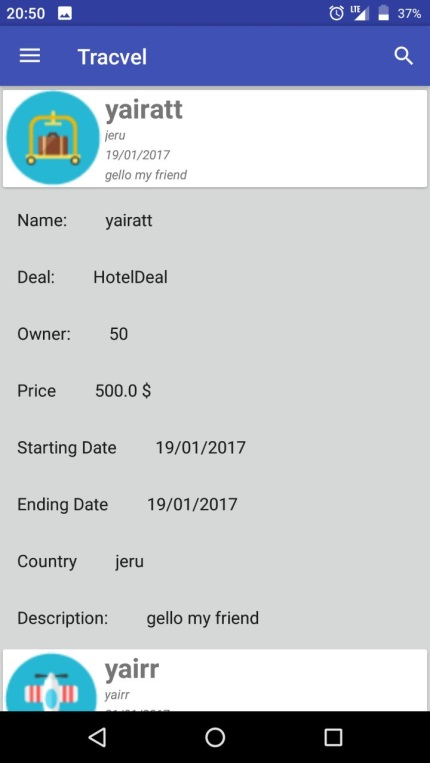 20:50 LTE 37%
Tracvel
yairatt
jeru
19/01/2017
gello my friend
Name: yairatt
Deal: HotelDeal
Owner: 50
Price 500.0 $
Starting Date 19/01/2017
Ending Date 19/01/2017
Country jeru
Description: gello my friend
yairr
yairr